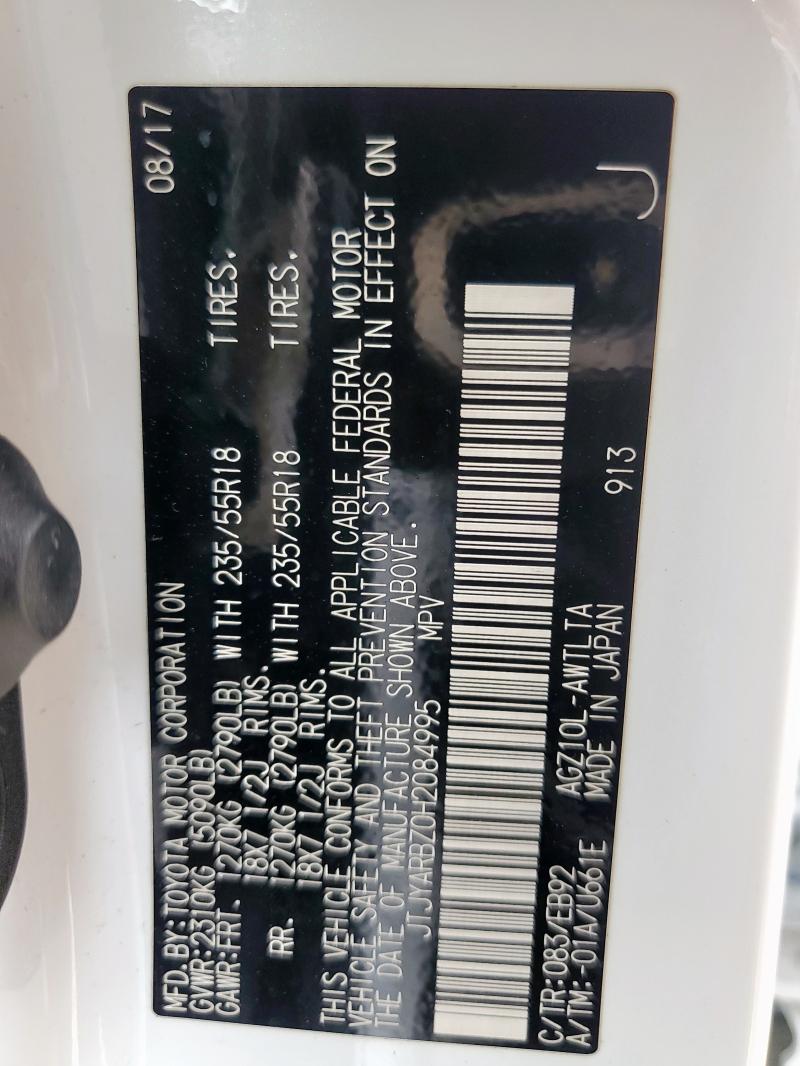 MFD. BY: TOYOTA MOTOR CORPORATION 08/17
GVWR:2310KG (5090LB)
GAWR:FRT. 1270KG (2790LB) WITH 235/55R18 TIRES.
18X7 1/2J RIMS.
RR. 1270KG (2790LB) WITH 235/55R18 TIRES.
18X7 1/2J RIMS.
THIS VEHICLE CONFORMS TO ALL APPLICABLE FEDERAL MOTOR
VEHICLE SAFETY AND THEFT PREVENTION STANDARDS IN EFFECT ON
THE DATE OF MANUFACTURE SHOWN ABOVE.
JTJYARBZ0H2084995 MPV
C/TR:083/EB92 AGZ10L-AWTLTA
A/TM:-01A/U661E MADE IN JAPAN 913 J